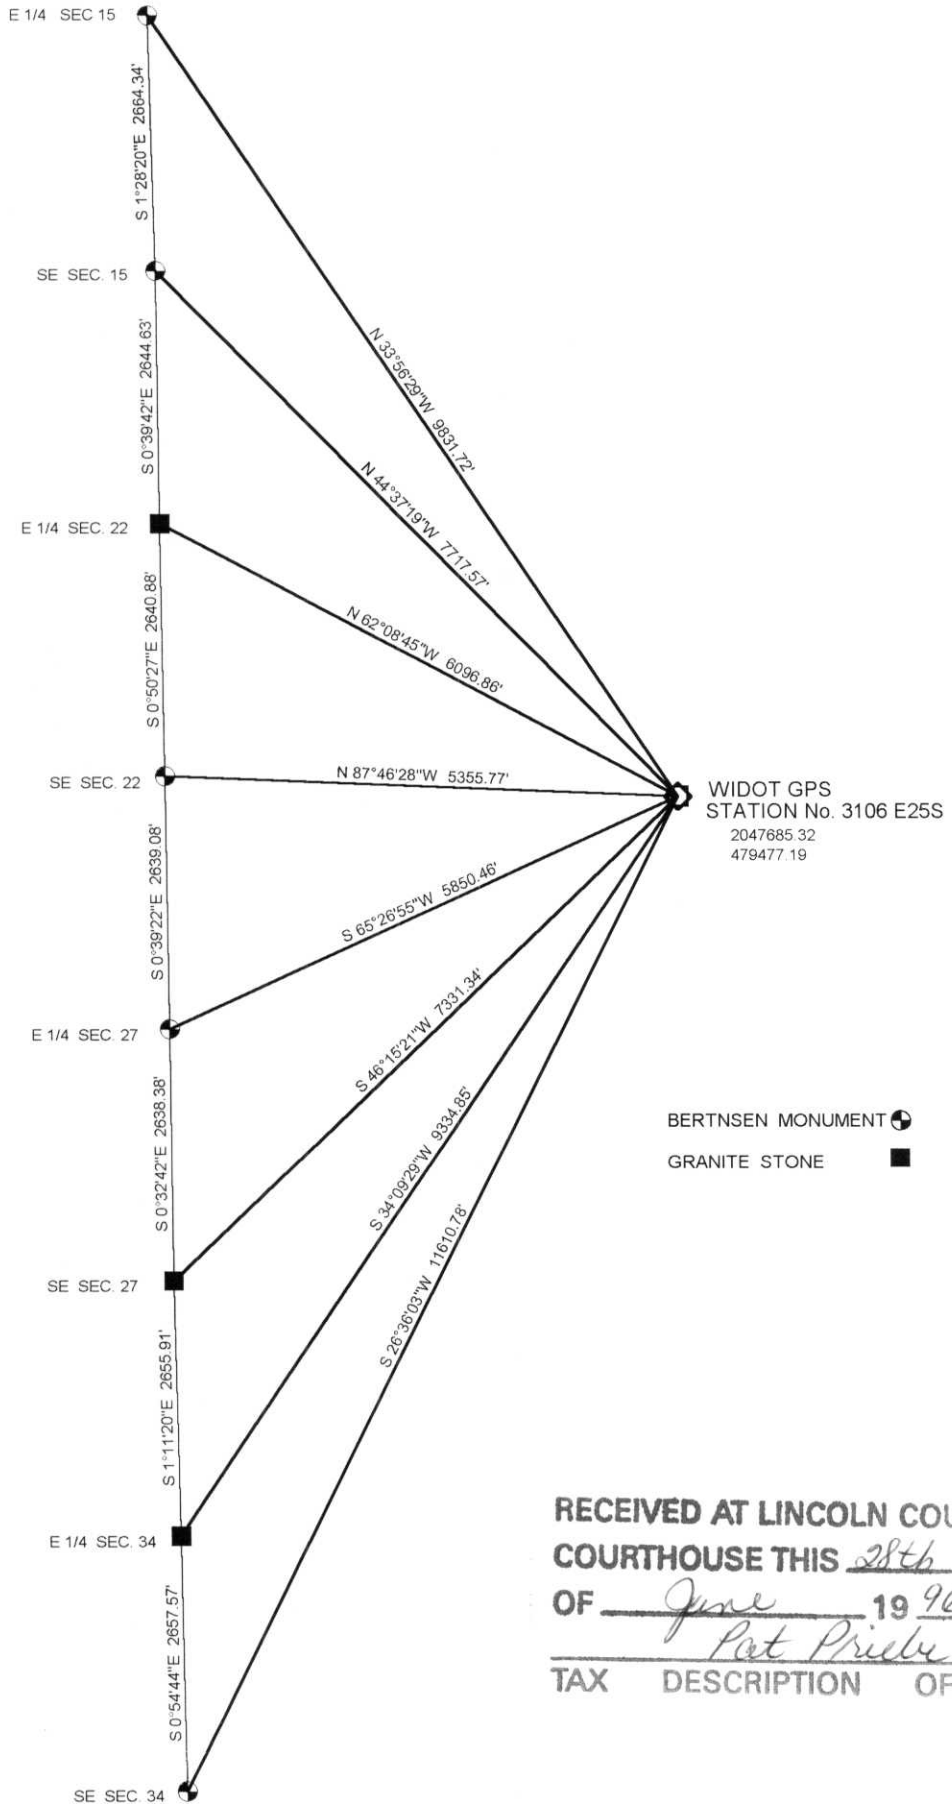 E 1/4 SEC 15
S 1°28'20"E 2664.34'
SE SEC. 15
N 33°56'29"W 9831.72'
S 0°39'42"E 2644.63'
N 44°37'19"W 7717.57'
E 1/4 SEC. 22
N 62°08'45"W 6096.86'
S 0°50'27"E 2640.88'
SE SEC. 22
N 87°46'28"W 5355.77'
WIDOT GPS
STATION No. 3106 E25S
2047685.32
479477.19
S 0°39'22"E 2639.08'
S 65°26'55"W 5850.46'
E 1/4 SEC. 27
S 46°15'21"W 7331.34'
S 0°32'42"E 2638.38'
BERTNSEN MONUMENT
GRANITE STONE
S 34°09'29"W 9334.85'
SE SEC. 27
S 26°36'03"W 11610.78'
S 1°11'20"E 2655.91'
E 1/4 SEC. 34
S 0°54'44"E 2657.57'
SE SEC. 34
RECEIVED AT LINCOLN COU
COURTHOUSE THIS 28th
OF June 19 96
Pat Priebe
TAX DESCRIPTION OF